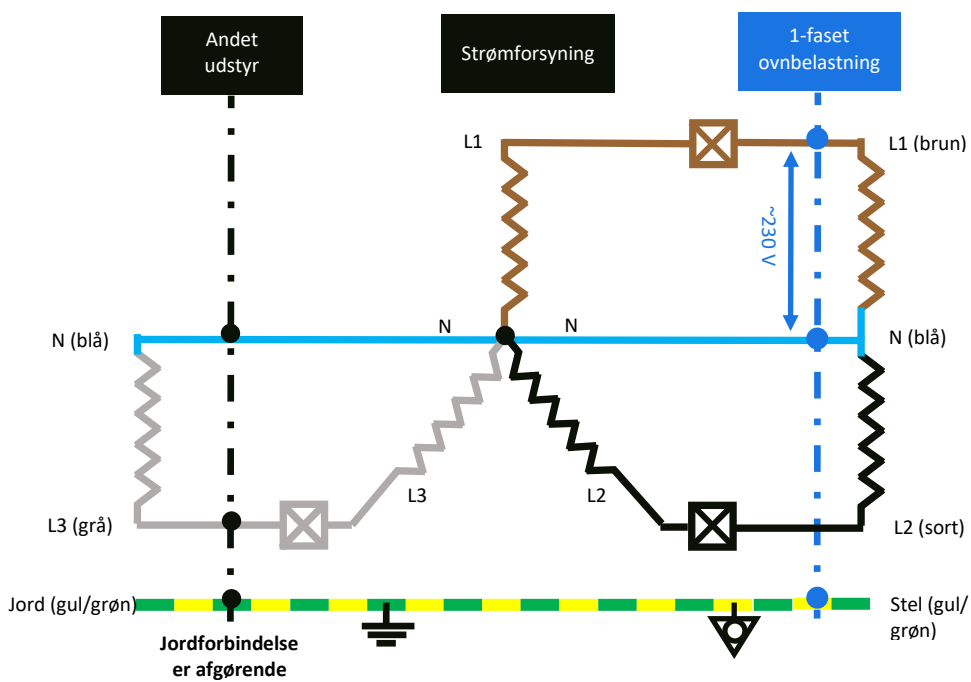 Andet
udstyr
Strømforsyning
1-faset
ovnbelastning
L1
L1 (brun)
~230 V
N (blå)
N
N
N (blå)
L3
L2
L3 (grå)
L2 (sort)
Jord (gul/grøn)
Stel (gul/
grøn)
Jordforbindelse
er afgørende